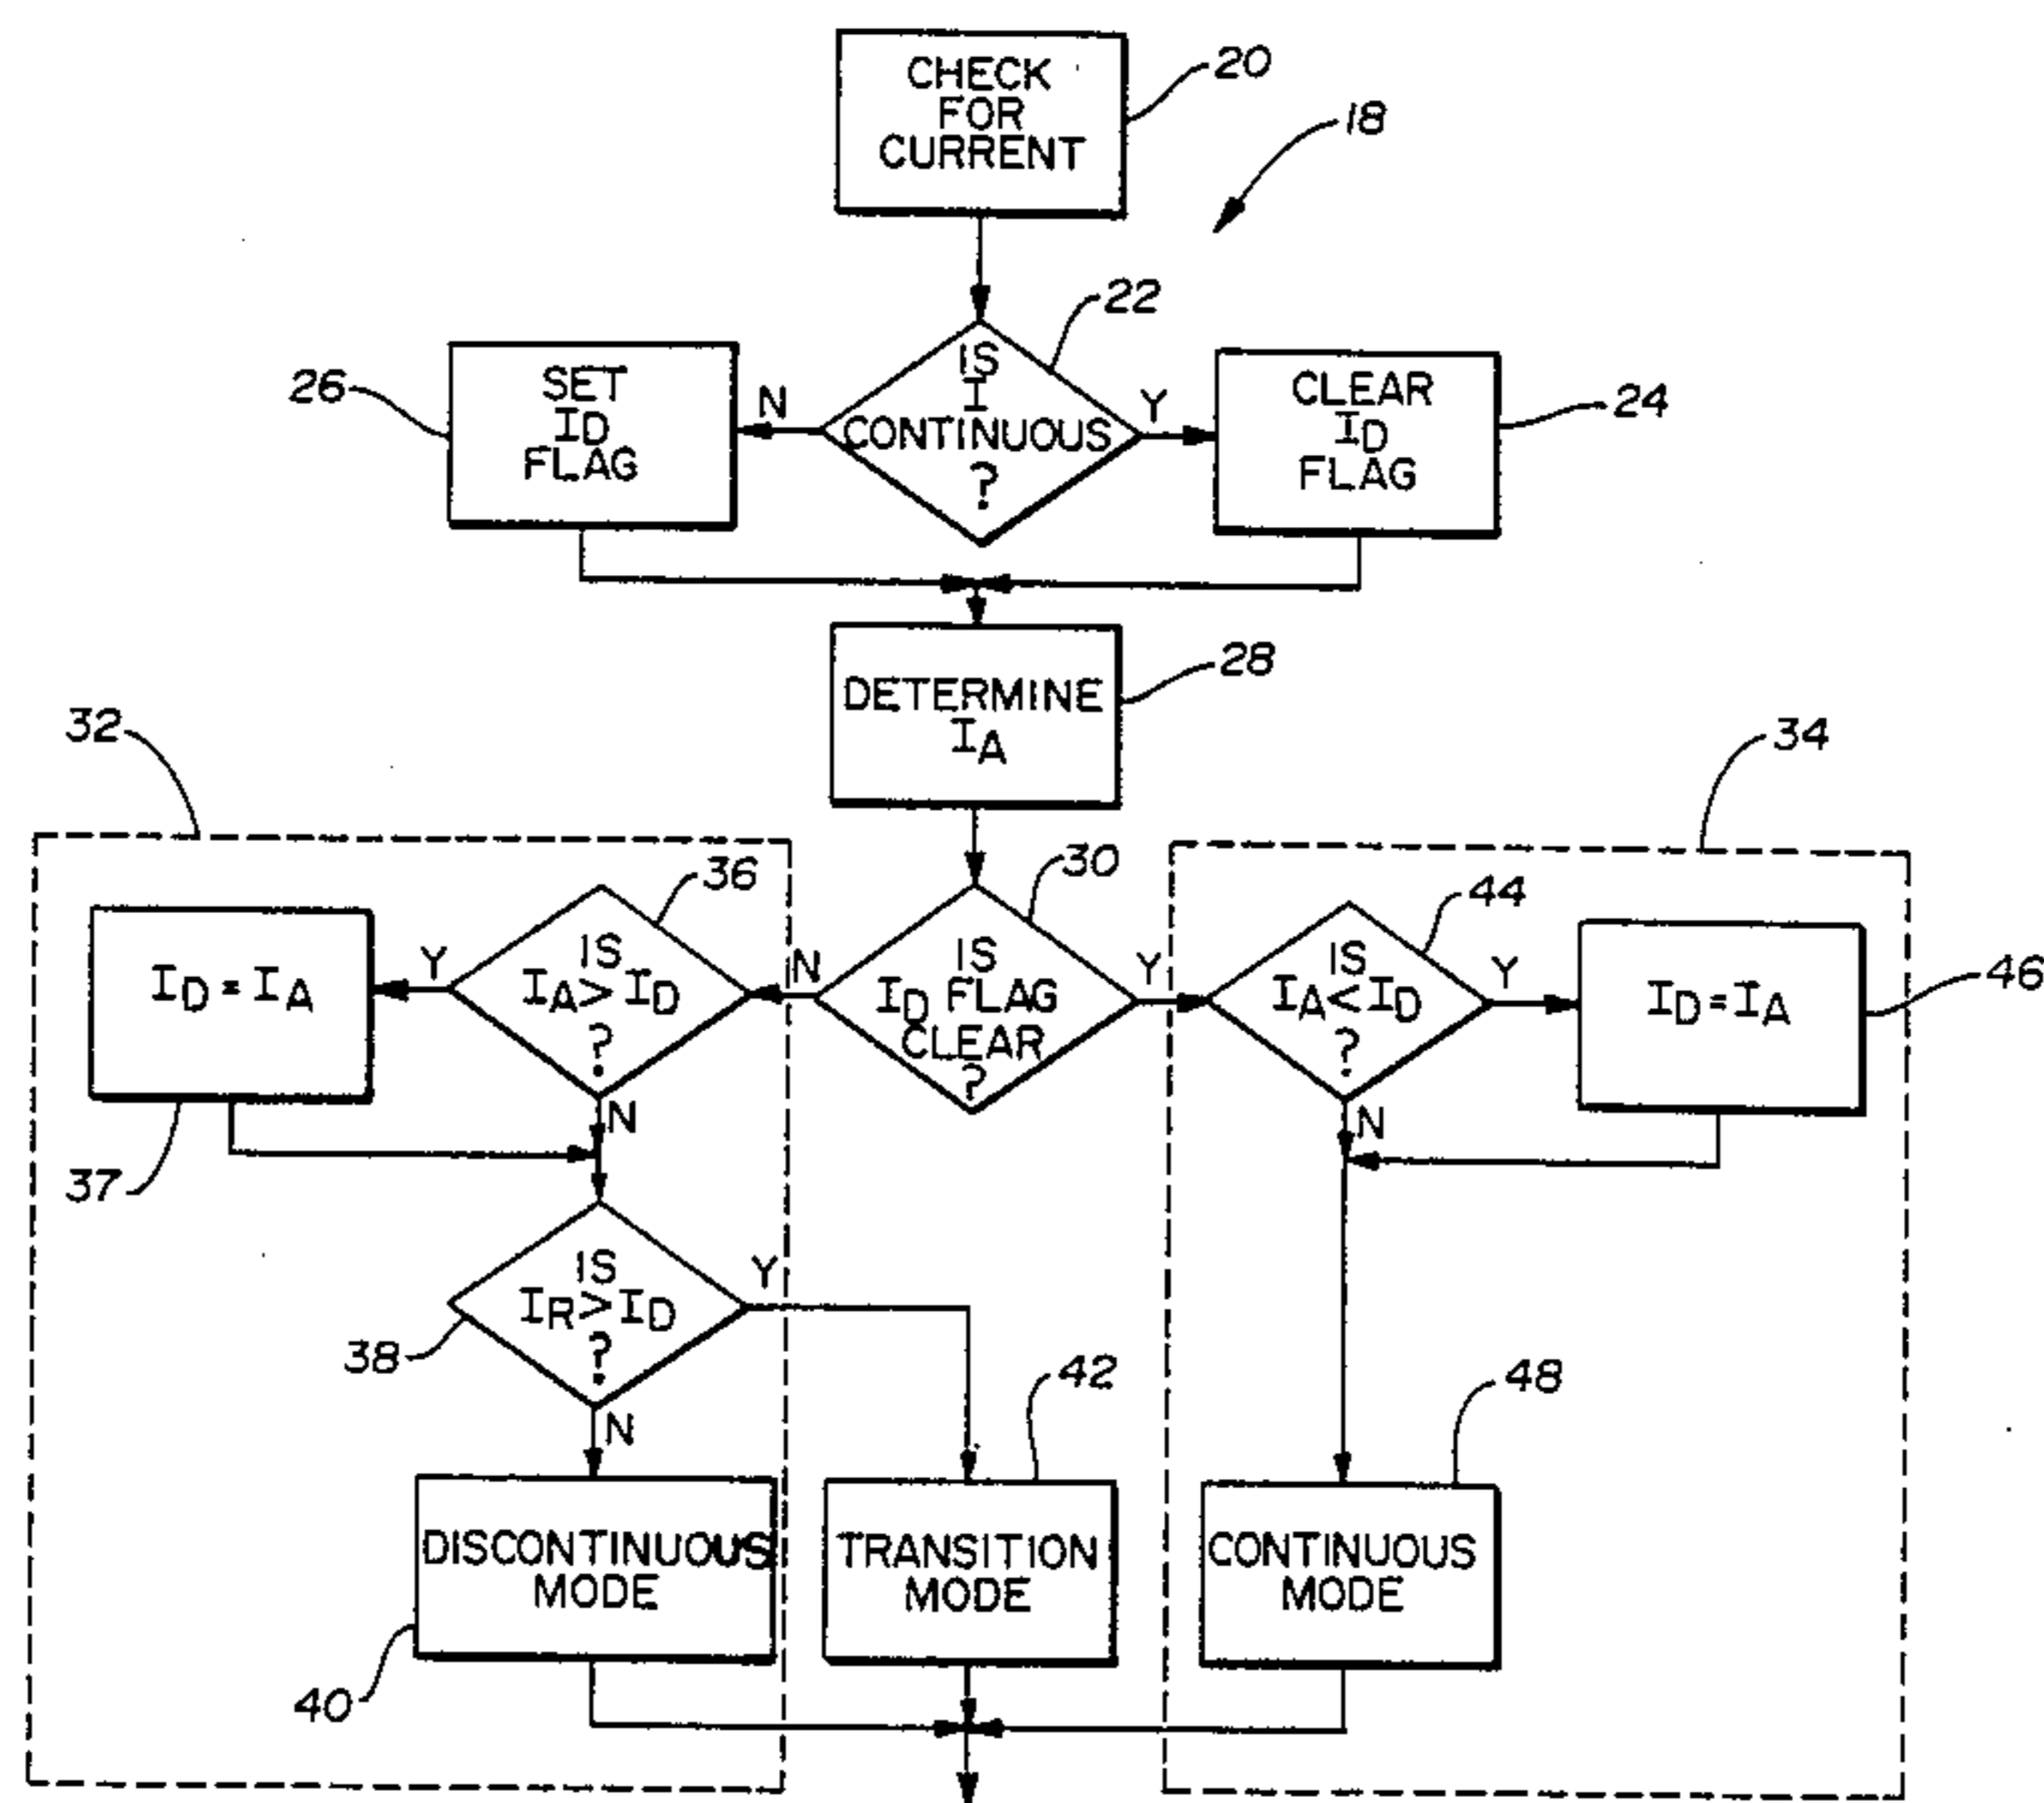 CHECK
FOR
CURRENT
20
18
22
IS
I
CONTINUOUS
?
N
Y
26
SET
ID
FLAG
CLEAR
ID
FLAG
24
DETERMINE
IA
28
32
34
36
30
44
ID = IA
Y
IS
IA > ID
?
N
N
IS
ID FLAG
CLEAR
?
Y
IS
IA < ID
?
N
Y
ID = IA
46
37
IS
IR > ID
?
Y
N
38
42
48
DISCONTINUOUS
MODE
TRANSITION
MODE
CONTINUOUS
MODE
40